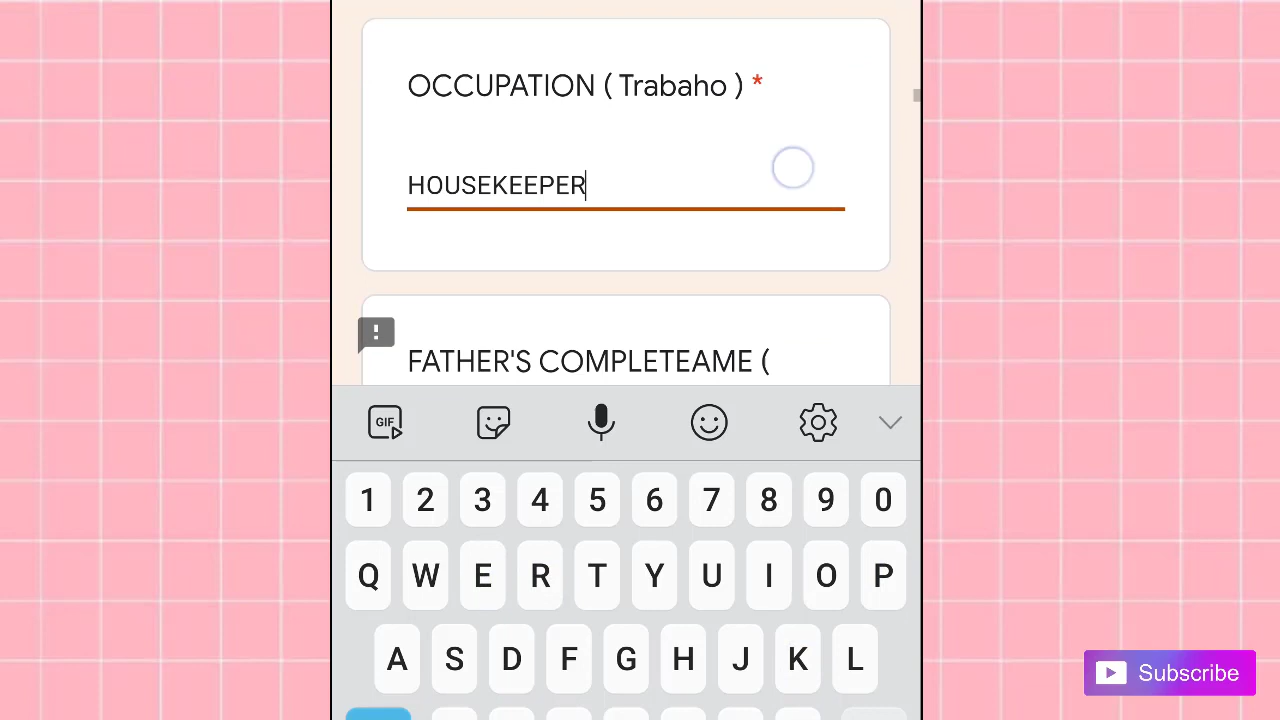 OCCUPATION ( Trabaho ) *
HOUSEKEEPER
!
FATHER'S COMPLETEAME (
GIF
1 2 3 4 5 6 7 8 9 0
Q W E R T Y U I O P
A S D F G H J K L
Subscribe